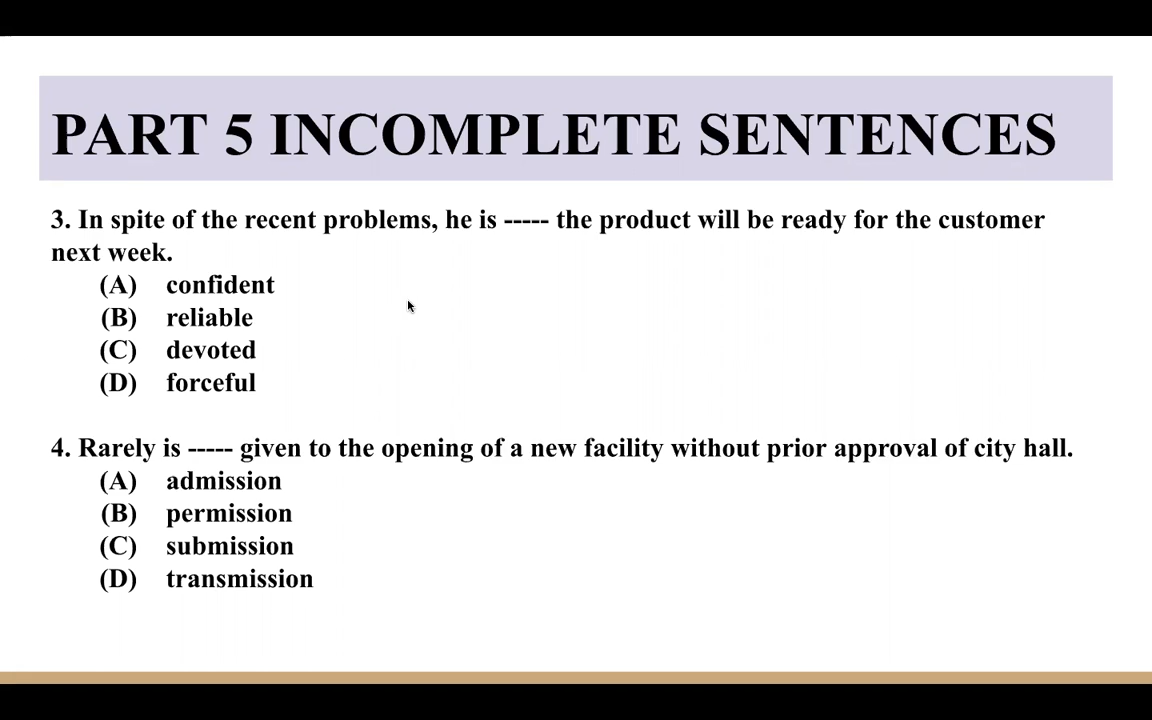 PART 5 INCOMPLETE SENTENCES
3. In spite of the recent problems, he is ----- the product will be ready for the customer
next week.
(A) confident
(B) reliable
(C) devoted
(D) forceful
4. Rarely is ----- given to the opening of a new facility without prior approval of city hall.
(A) admission
(B) permission
(C) submission
(D) transmission